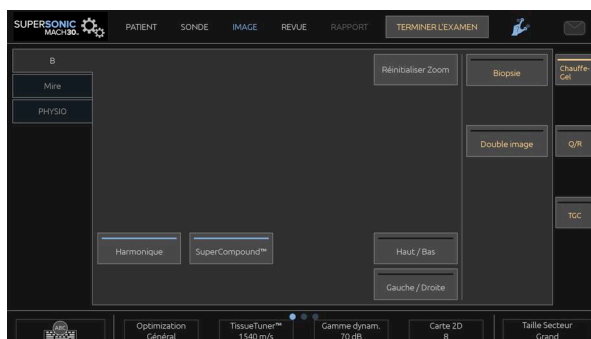 SUPERSONIC
MACH30.
PATIENT
SONDE
IMAGE
REVUE
RAPPORT
TERMINER L'EXAMEN
B
Mire
PHYSIO
Réinitialiser Zoom
Biopsie
Chauffe-
Gel
Double image
Q/R
TGC
Harmonique
SuperCompound™
Haut / Bas
Gauche / Droite
ABC
Optimization
Général
TissueTuner™
1540 m/s
Gamme dynam.
70 dB
Carte 2D
8
Taille Secteur
Grand